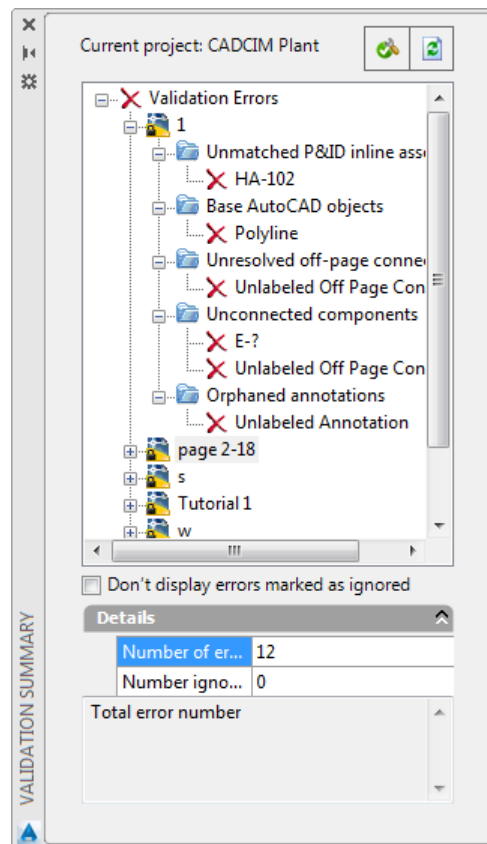 Current project: CADCIM Plant
Validation Errors
1
Unmatched P&ID inline ass
HA-102
Base AutoCAD objects
Polyline
Unresolved off-page conne
Unlabeled Off Page Con
Unconnected components
E-?
Unlabeled Off Page Con
Orphaned annotations
Unlabeled Annotation
page 2-18
s
Tutorial 1
w
Don't display errors marked as ignored
Details
Number of er... 12
Number igno... 0
Total error number
VALIDATION SUMMARY